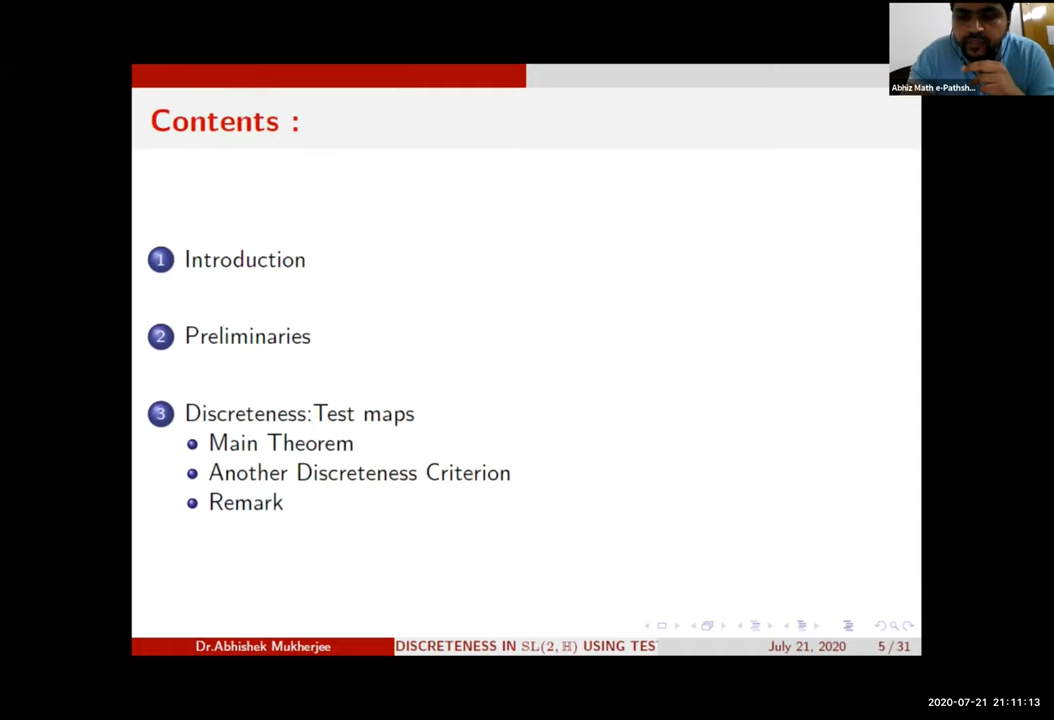 Abhiz Math e-Pathsh...
Contents :
1 Introduction
2 Preliminaries
3 Discreteness:Test maps
Main Theorem
Another Discreteness Criterion
Remark
Dr.Abhishek Mukherjee DISCRETENESS IN SL(2, ℍ) USING TES July 21, 2020 5 / 31
2020-07-21 21:11:13